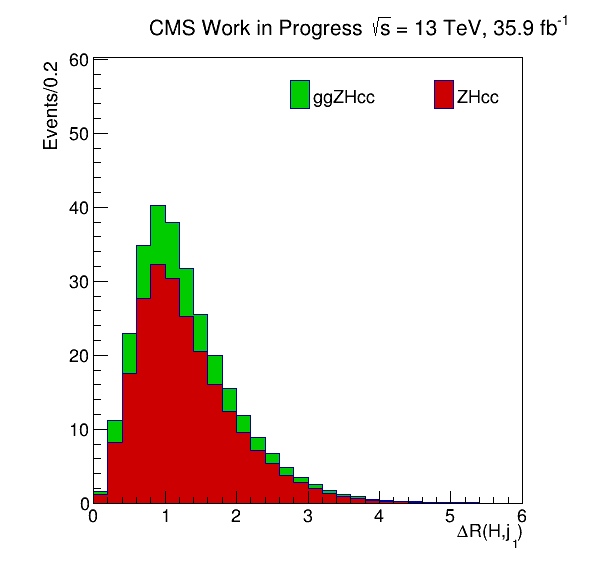 CMS Work in Progress √s = 13 TeV, 35.9 fb⁻¹
Events/0.2
ggZHcc ZHcc
60
50
40
30
20
10
0
0 1 2 3 4 5 6
ΔR(H,j₁)